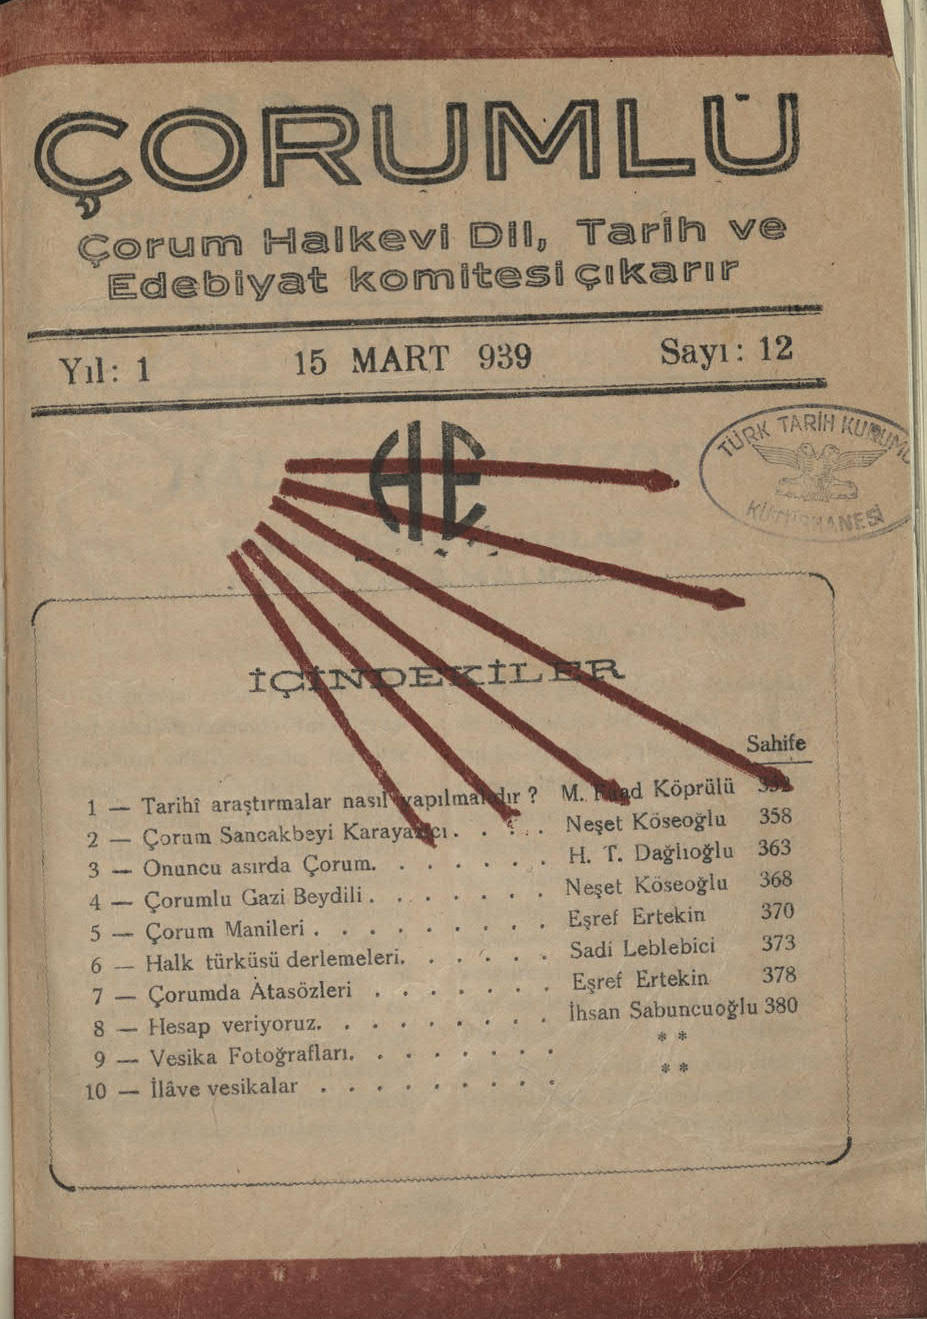 ÇORUMLU
Çorum Halkevi Dil, Tarih ve
Edebiyat komitesi çıkarır
Yıl: 1 15 MART 939 Sayı: 12
HE
TÜRK TARİH KURUMU
KÜTÜPHANESİ
İÇİNDEKİLER
Sahife
1 — Tarihî araştırmalar nasıl yapılmalıdır ? M. Fuad Köprülü
2 — Çorum Sancakbeyi Karayazıcı . . . . Neşet Köseoğlu 358
3 — Onuncu asırda Çorum. . . . . . . . H. T. Dağlıoğlu 363
4 — Çorumlu Gazi Beydili . . . . . . . Neşet Köseoğlu 368
5 — Çorum Manileri . . . . . . . . . Eşref Ertekin 370
6 — Halk türküsü derlemeleri. . . . . . Sadi Leblebici 373
7 — Çorumda Atasözleri . . . . . . . Eşref Ertekin 378
8 — Hesap veriyoruz. . . . . . . . . İhsan Sabuncuoğlu 380
9 — Vesika Fotoğrafları. . . . . . . . * *
10 — İlâve vesikalar . . . . . . . . . * *